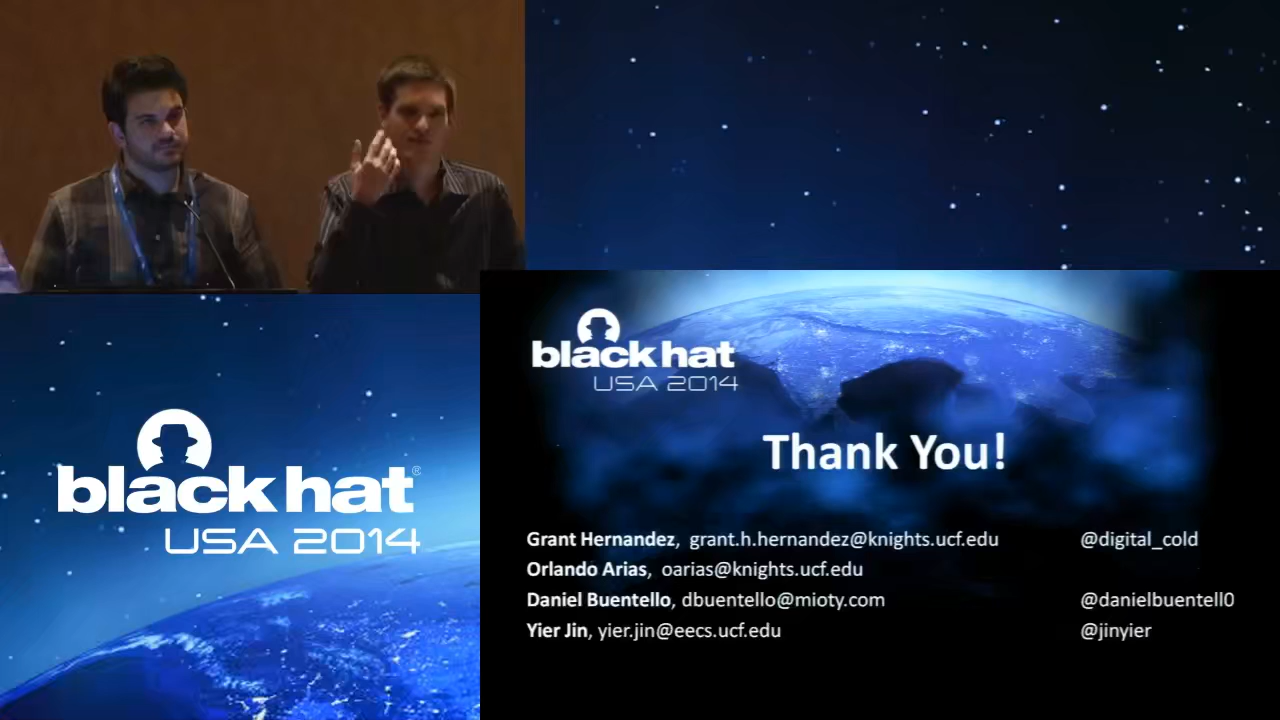 black hat®
USA 2014
black hat
USA 2014
Thank You!
Grant Hernandez, grant.h.hernandez@knights.ucf.edu @digital_cold
Orlando Arias, oarias@knights.ucf.edu
Daniel Buentello, dbuentello@mioty.com @danielbuentell0
Yier Jin, yier.jin@eecs.ucf.edu @jinyier